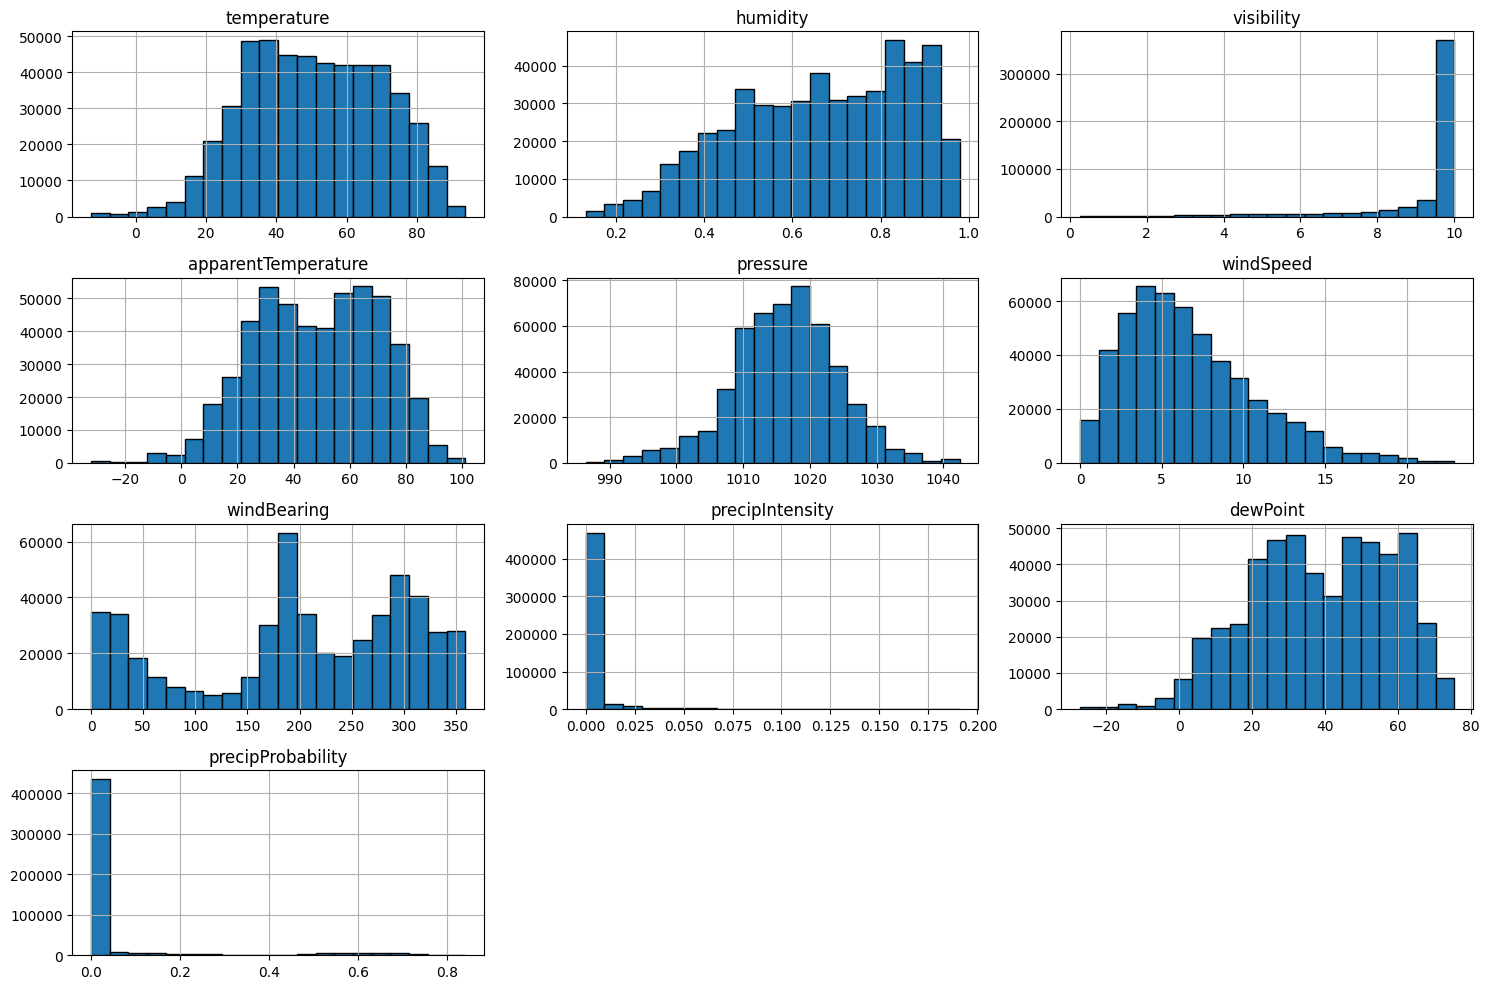 temperature
50000
40000
30000
20000
10000
0
0 20 40 60 80
humidity
40000
30000
20000
10000
0
0.2 0.4 0.6 0.8 1.0
visibility
300000
200000
100000
0
0 2 4 6 8 10
apparentTemperature
50000
40000
30000
20000
10000
0
−20 0 20 40 60 80 100
pressure
80000
60000
40000
20000
0
990 1000 1010 1020 1030 1040
windSpeed
60000
40000
20000
0
0 5 10 15 20
windBearing
60000
40000
20000
0
0 50 100 150 200 250 300 350
precipIntensity
400000
300000
200000
100000
0
0.000 0.025 0.050 0.075 0.100 0.125 0.150 0.175 0.200
dewPoint
50000
40000
30000
20000
10000
0
−20 0 20 40 60 80
precipProbability
400000
300000
200000
100000
0
0.0 0.2 0.4 0.6 0.8